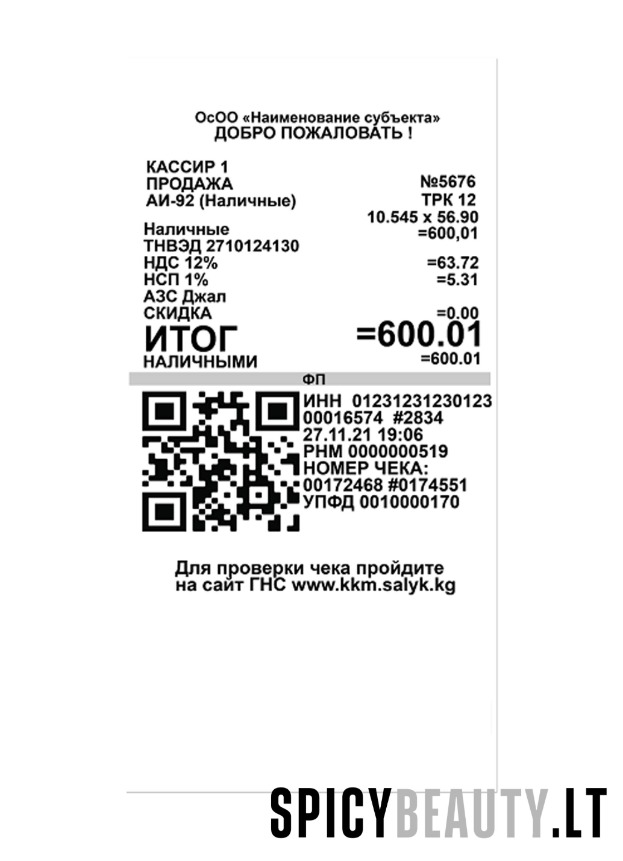 ОсОО «Наименование субъекта»
ДОБРО ПОЖАЛОВАТЬ !
КАССИР 1
ПРОДАЖА №5676
АИ-92 (Наличные) ТРК 12
10.545 x 56.90
Наличные =600,01
ТНВЭД 2710124130
НДС 12% =63.72
НСП 1% =5.31
АЗС Джал
СКИДКА =0.00
ИТОГ =600.01
НАЛИЧНЫМИ =600.01
ФП
ИНН 01231231230123
00016574 #2834
27.11.21 19:06
РНМ 0000000519
НОМЕР ЧЕКА:
00172468 #0174551
УПФД 0010000170
Для проверки чека пройдите
на сайт ГНС www.kkm.salyk.kg
SPICYBEAUTY.LT